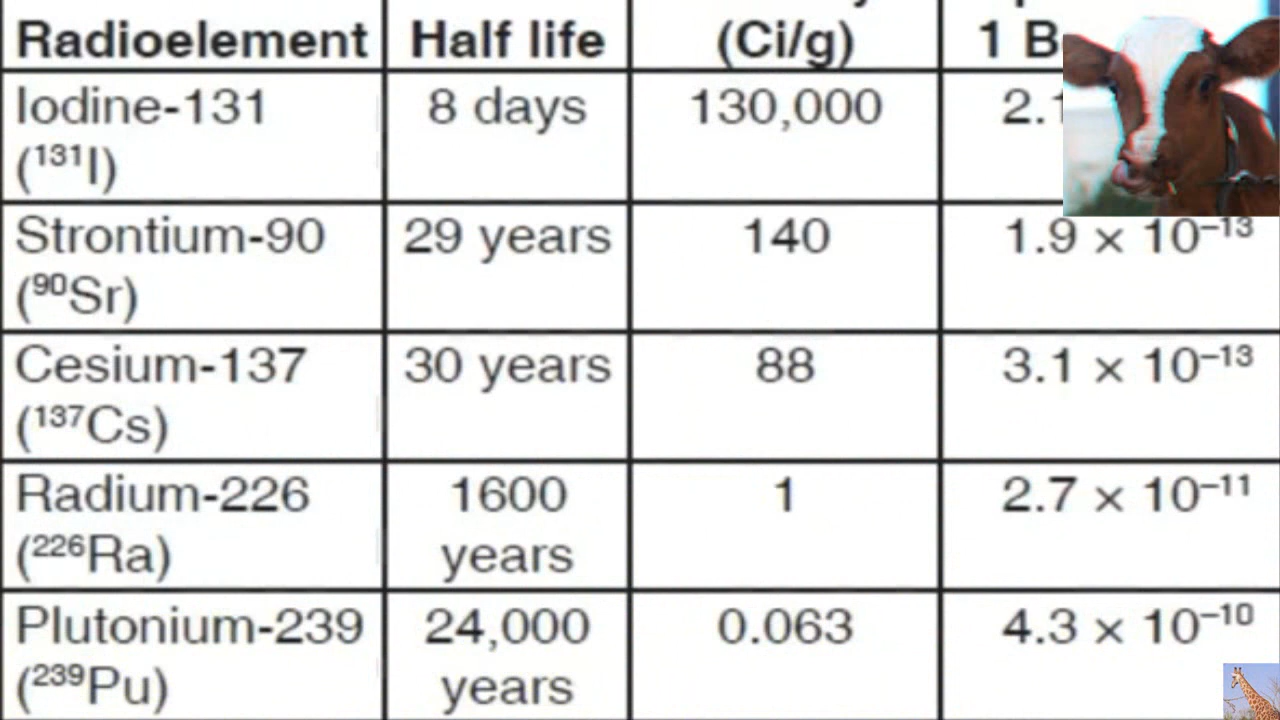 Radioelement Half life (Ci/g) 1 B
Iodine-131 8 days 130,000 2.1
(¹³¹I)
Strontium-90 29 years 140 1.9 × 10⁻¹³
(⁹⁰Sr)
Cesium-137 30 years 88 3.1 × 10⁻¹³
(¹³⁷Cs)
Radium-226 1600 1 2.7 × 10⁻¹¹
(²²⁶Ra) years
Plutonium-239 24,000 0.063 4.3 × 10⁻¹⁰
(²³⁹Pu) years